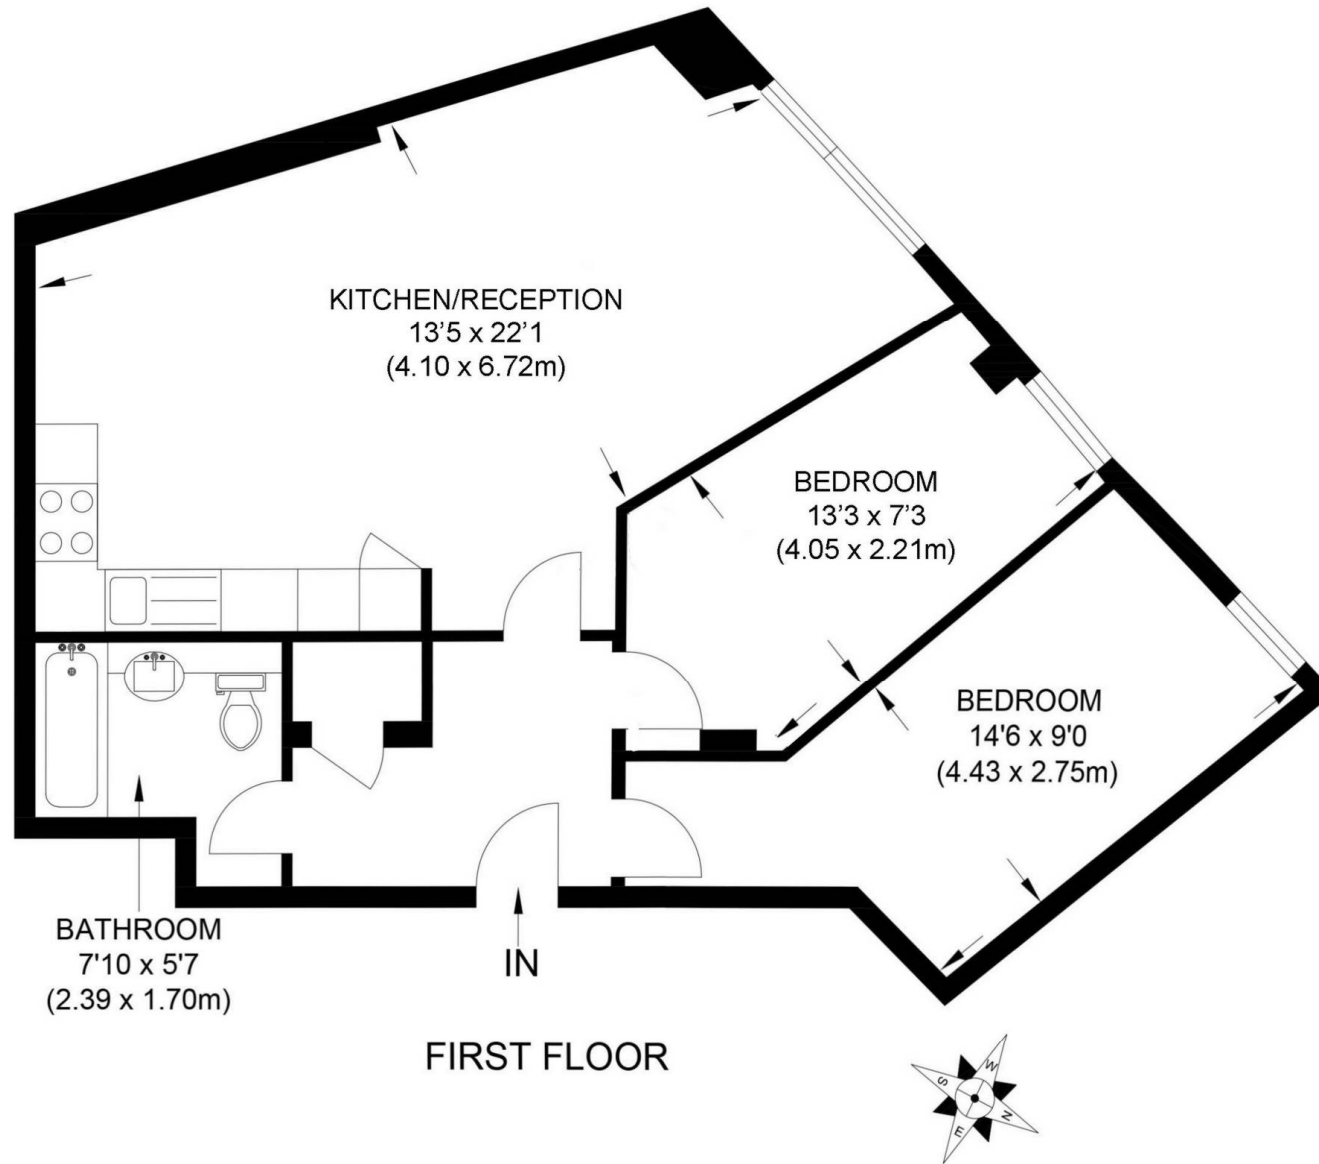 KITCHEN/RECEPTION
13’5 x 22’1
(4.10 x 6.72m)
BEDROOM
13’3 x 7’3
(4.05 x 2.21m)
BEDROOM
14'6 x 9'0
(4.43 x 2.75m)
BATHROOM
7'10 x 5'7
(2.39 x 1.70m)
IN
FIRST FLOOR
W
S
N
E